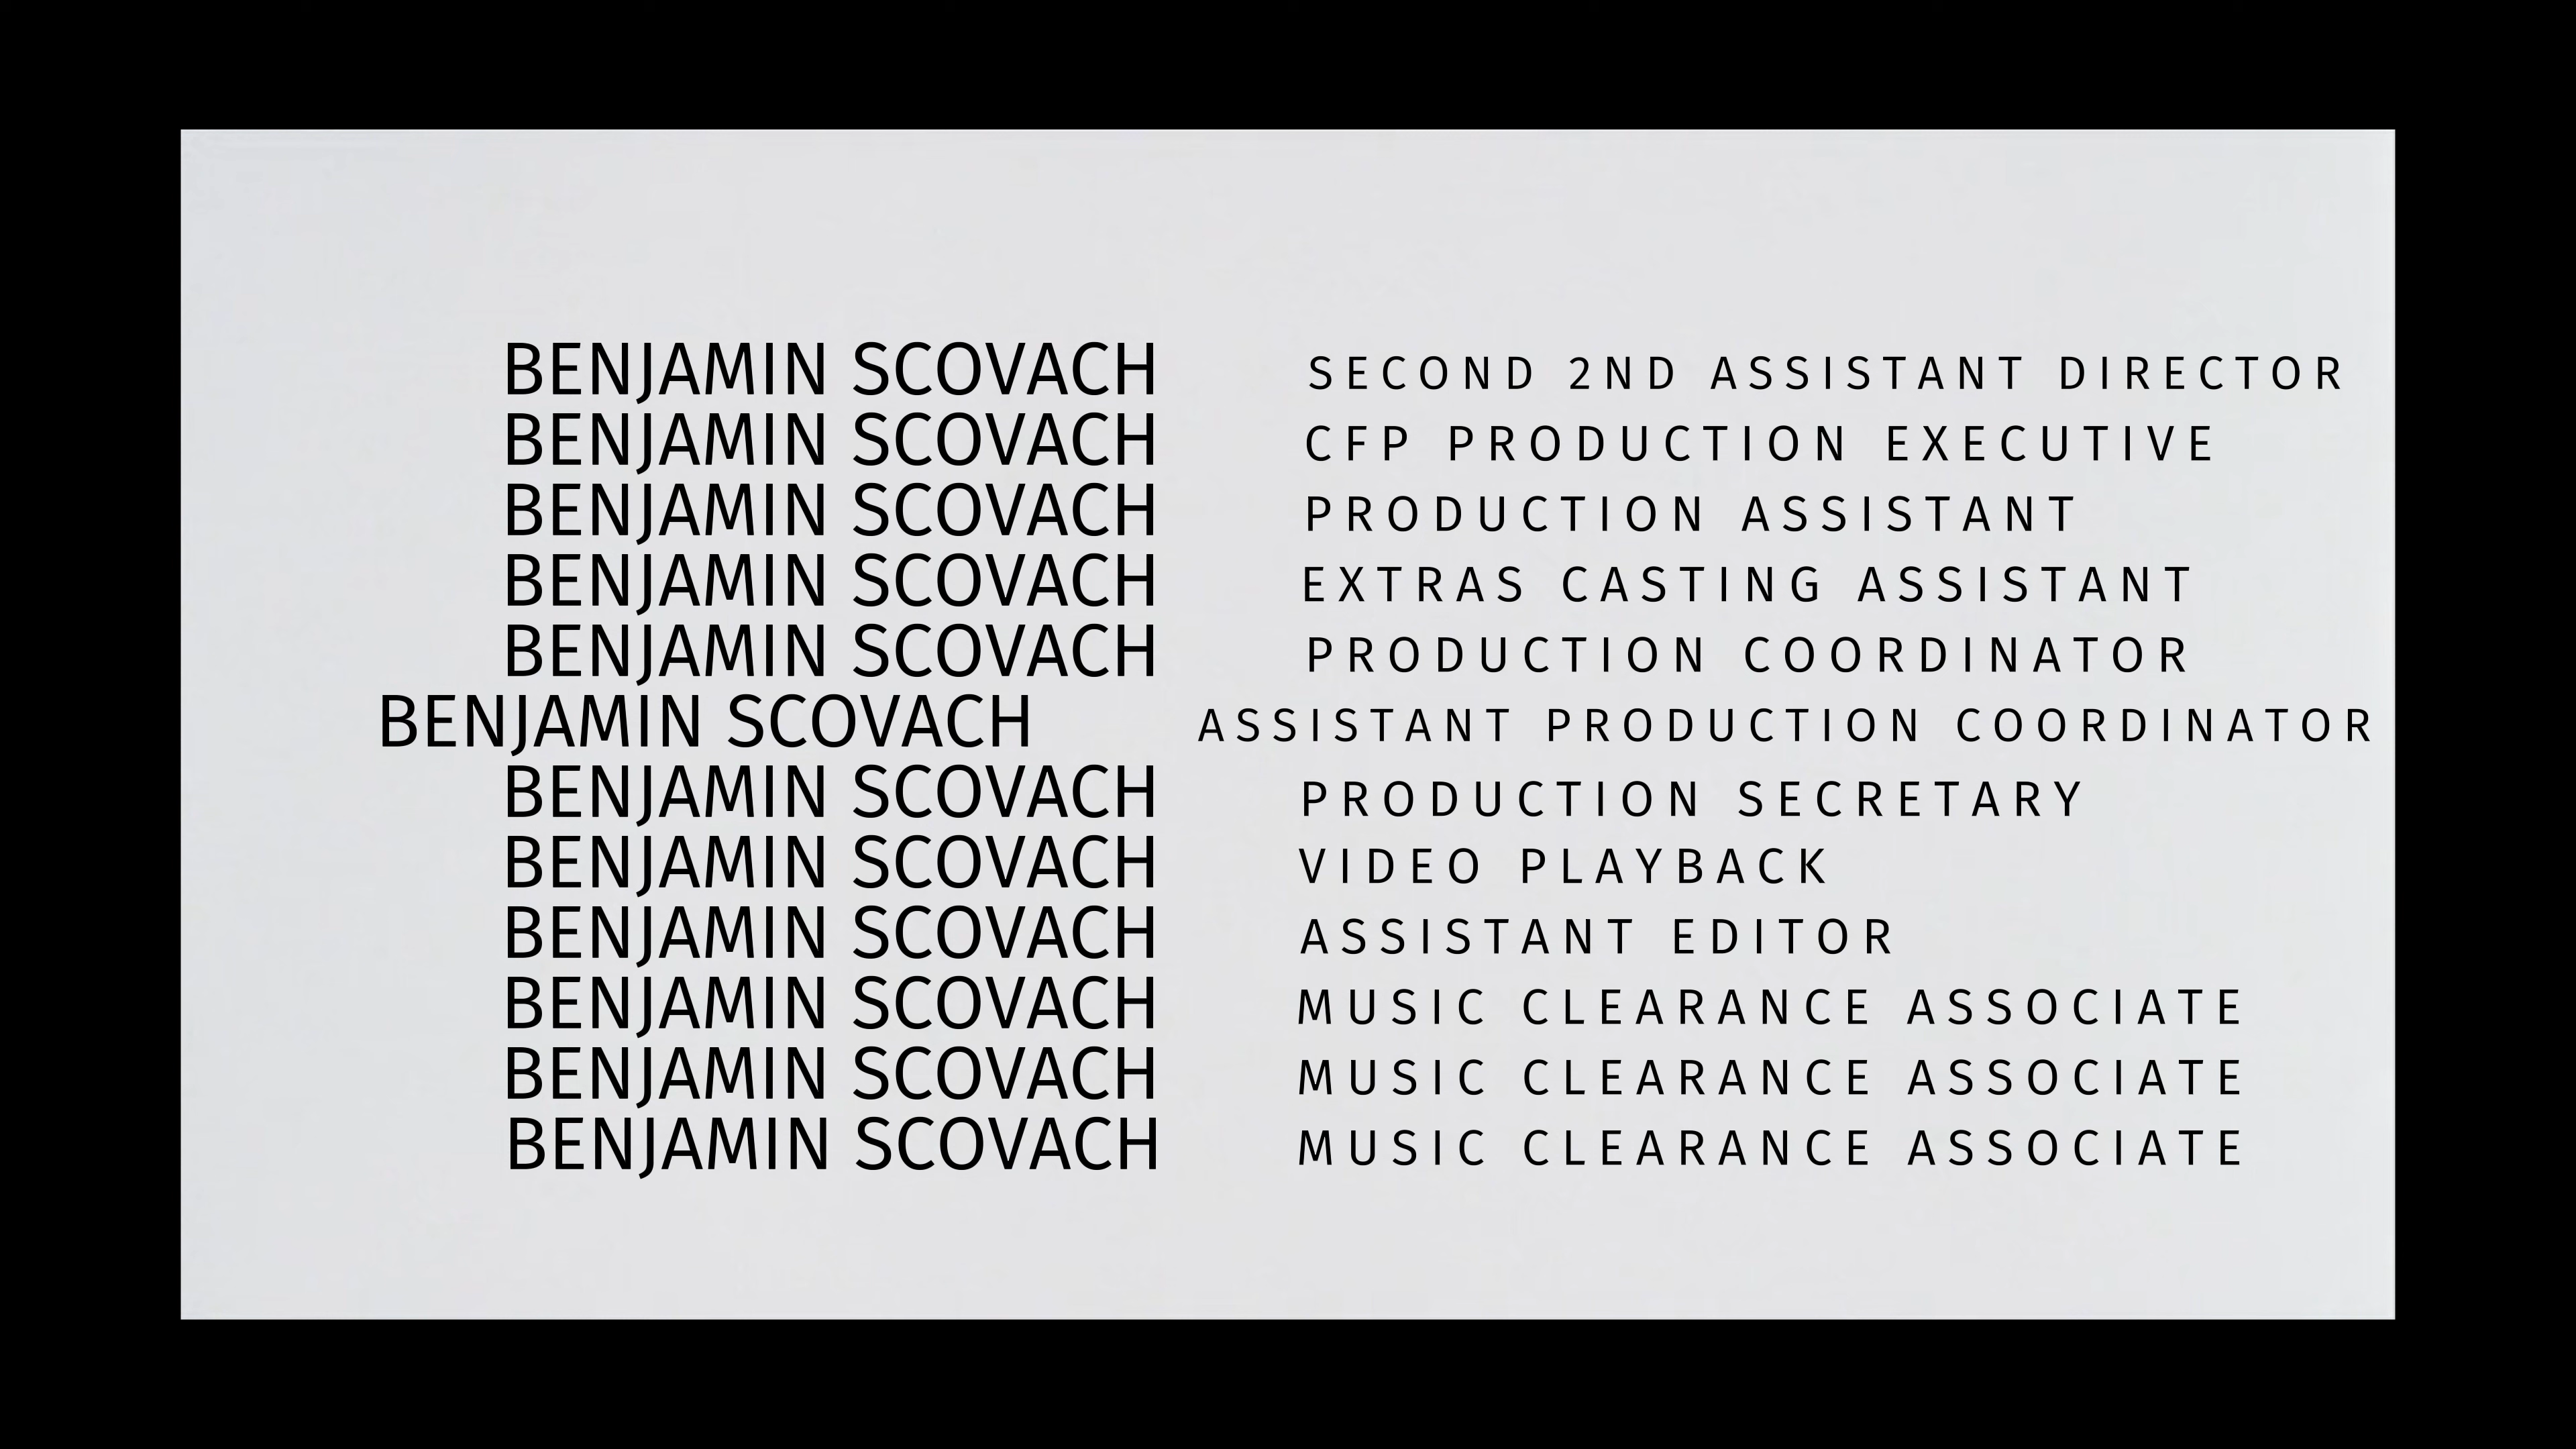 BENJAMIN SCOVACH SECOND 2ND ASSISTANT DIRECTOR
BENJAMIN SCOVACH CFP PRODUCTION EXECUTIVE
BENJAMIN SCOVACH PRODUCTION ASSISTANT
BENJAMIN SCOVACH EXTRAS CASTING ASSISTANT
BENJAMIN SCOVACH PRODUCTION COORDINATOR
BENJAMIN SCOVACH ASSISTANT PRODUCTION COORDINATOR
BENJAMIN SCOVACH PRODUCTION SECRETARY
BENJAMIN SCOVACH VIDEO PLAYBACK
BENJAMIN SCOVACH ASSISTANT EDITOR
BENJAMIN SCOVACH MUSIC CLEARANCE ASSOCIATE
BENJAMIN SCOVACH MUSIC CLEARANCE ASSOCIATE
BENJAMIN SCOVACH MUSIC CLEARANCE ASSOCIATE